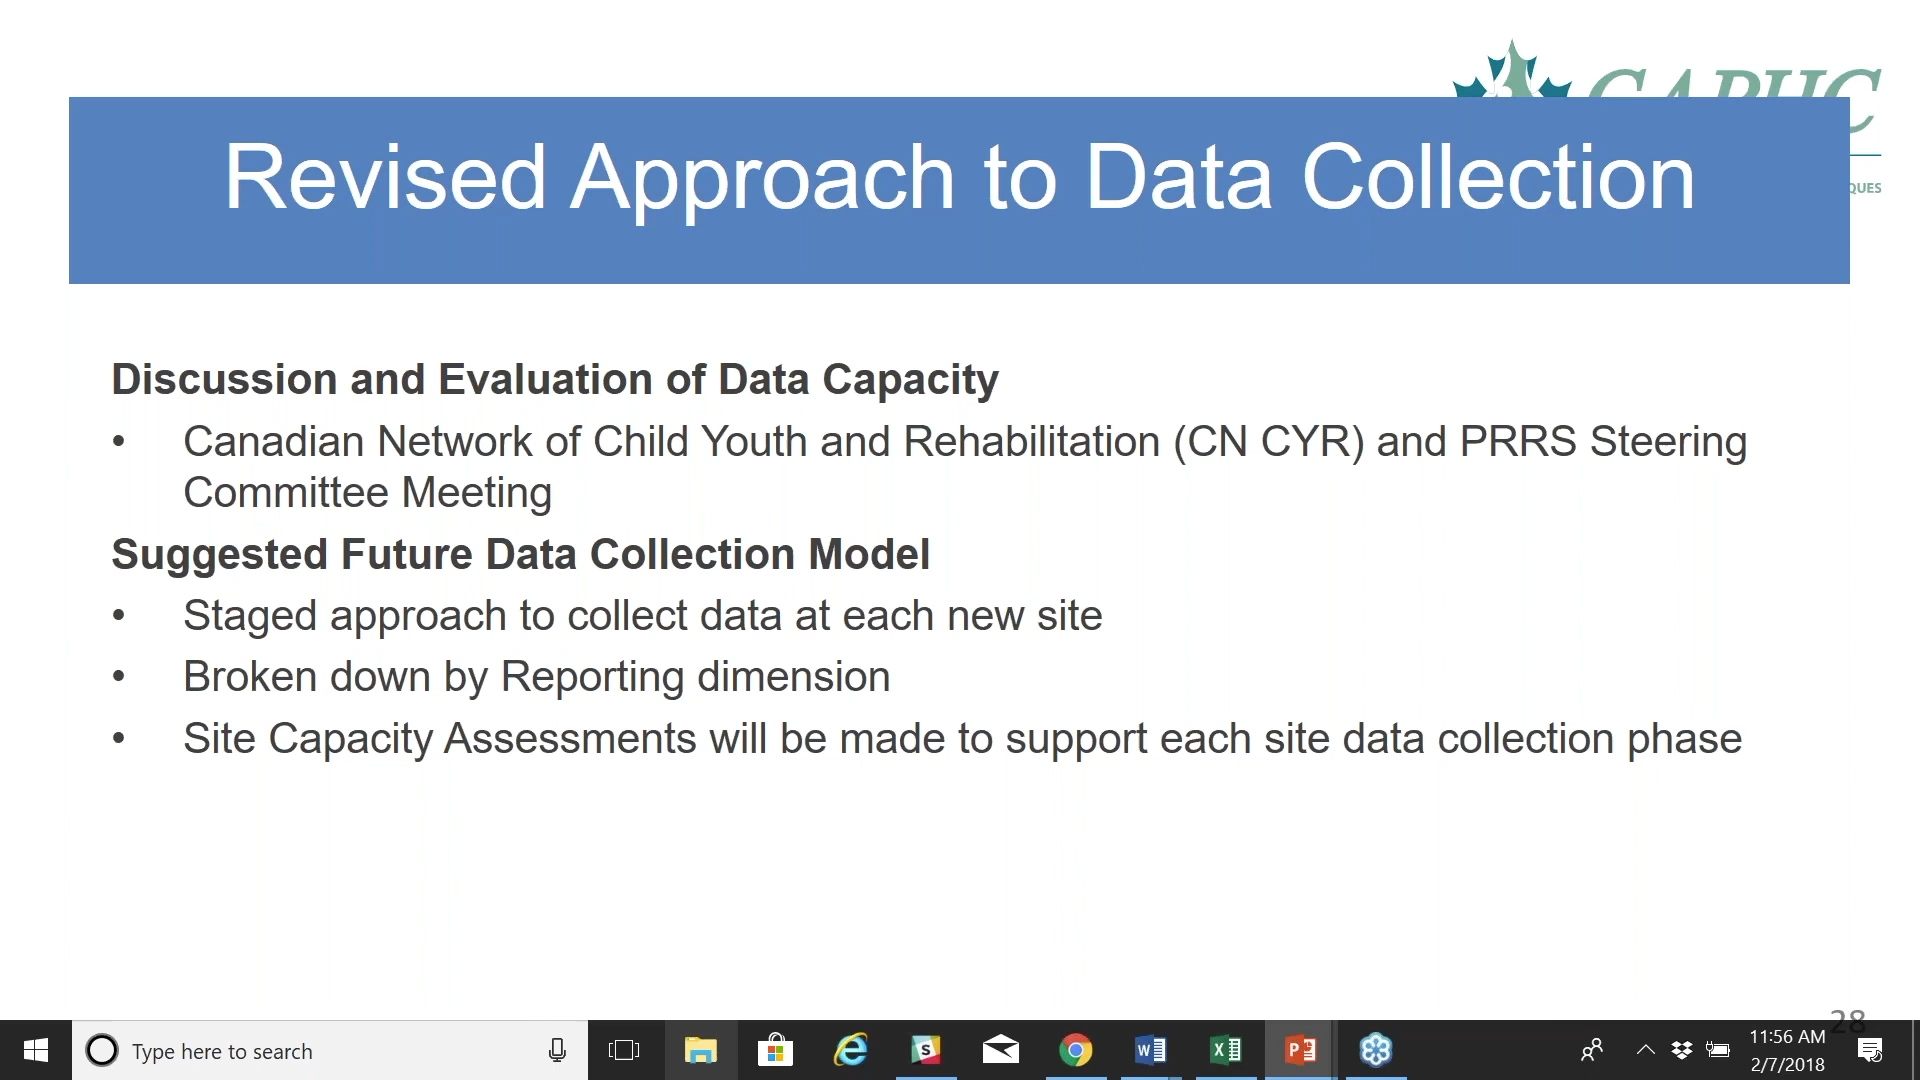 CAPHC
Revised Approach to Data Collection
QUES
Discussion and Evaluation of Data Capacity
• Canadian Network of Child Youth and Rehabilitation (CN CYR) and PRRS Steering
Committee Meeting
Suggested Future Data Collection Model
• Staged approach to collect data at each new site
• Broken down by Reporting dimension
• Site Capacity Assessments will be made to support each site data collection phase
28
Type here to search
11:56 AM
2/7/2018